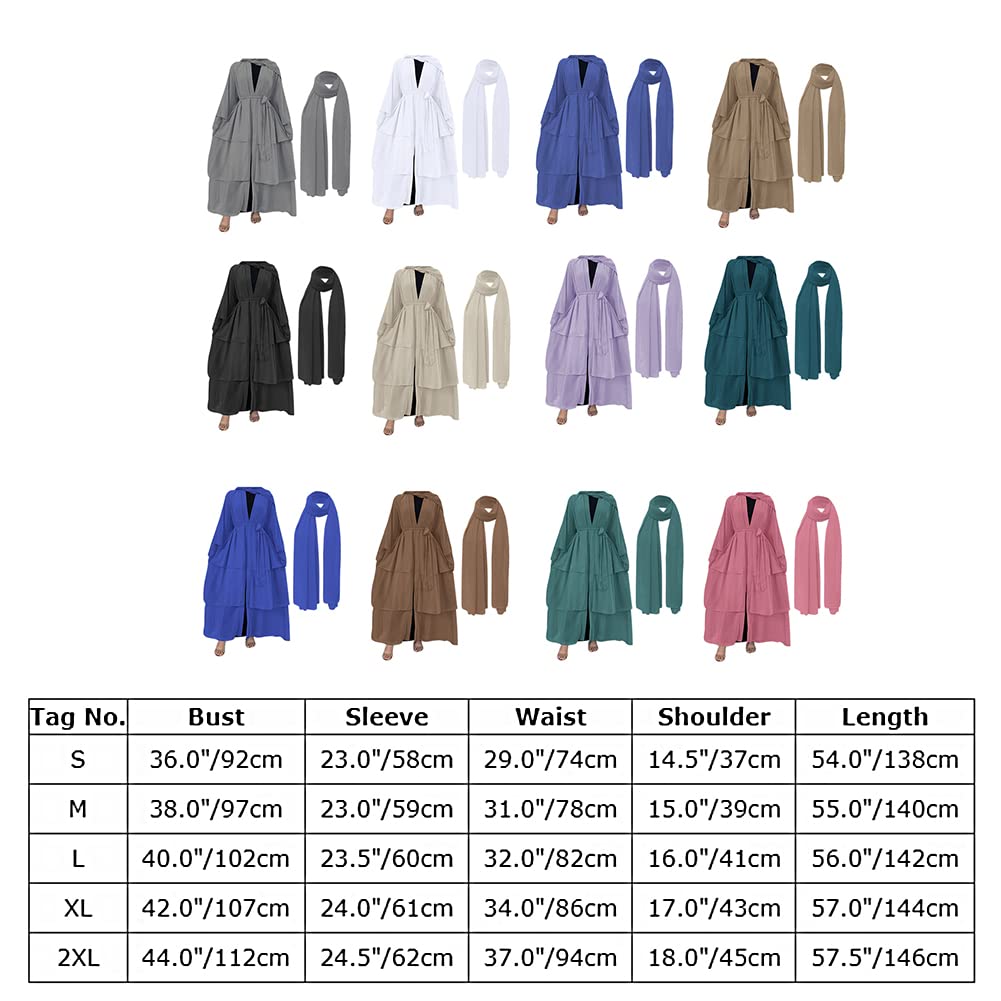 Tag No. Bust Sleeve Waist Shoulder Length
S 36.0"/92cm 23.0"/58cm 29.0"/74cm 14.5"/37cm 54.0"/138cm
M 38.0"/97cm 23.0"/59cm 31.0"/78cm 15.0"/39cm 55.0"/140cm
L 40.0"/102cm 23.5"/60cm 32.0"/82cm 16.0"/41cm 56.0"/142cm
XL 42.0"/107cm 24.0"/61cm 34.0"/86cm 17.0"/43cm 57.0"/144cm
2XL 44.0"/112cm 24.5"/62cm 37.0"/94cm 18.0"/45cm 57.5"/146cm